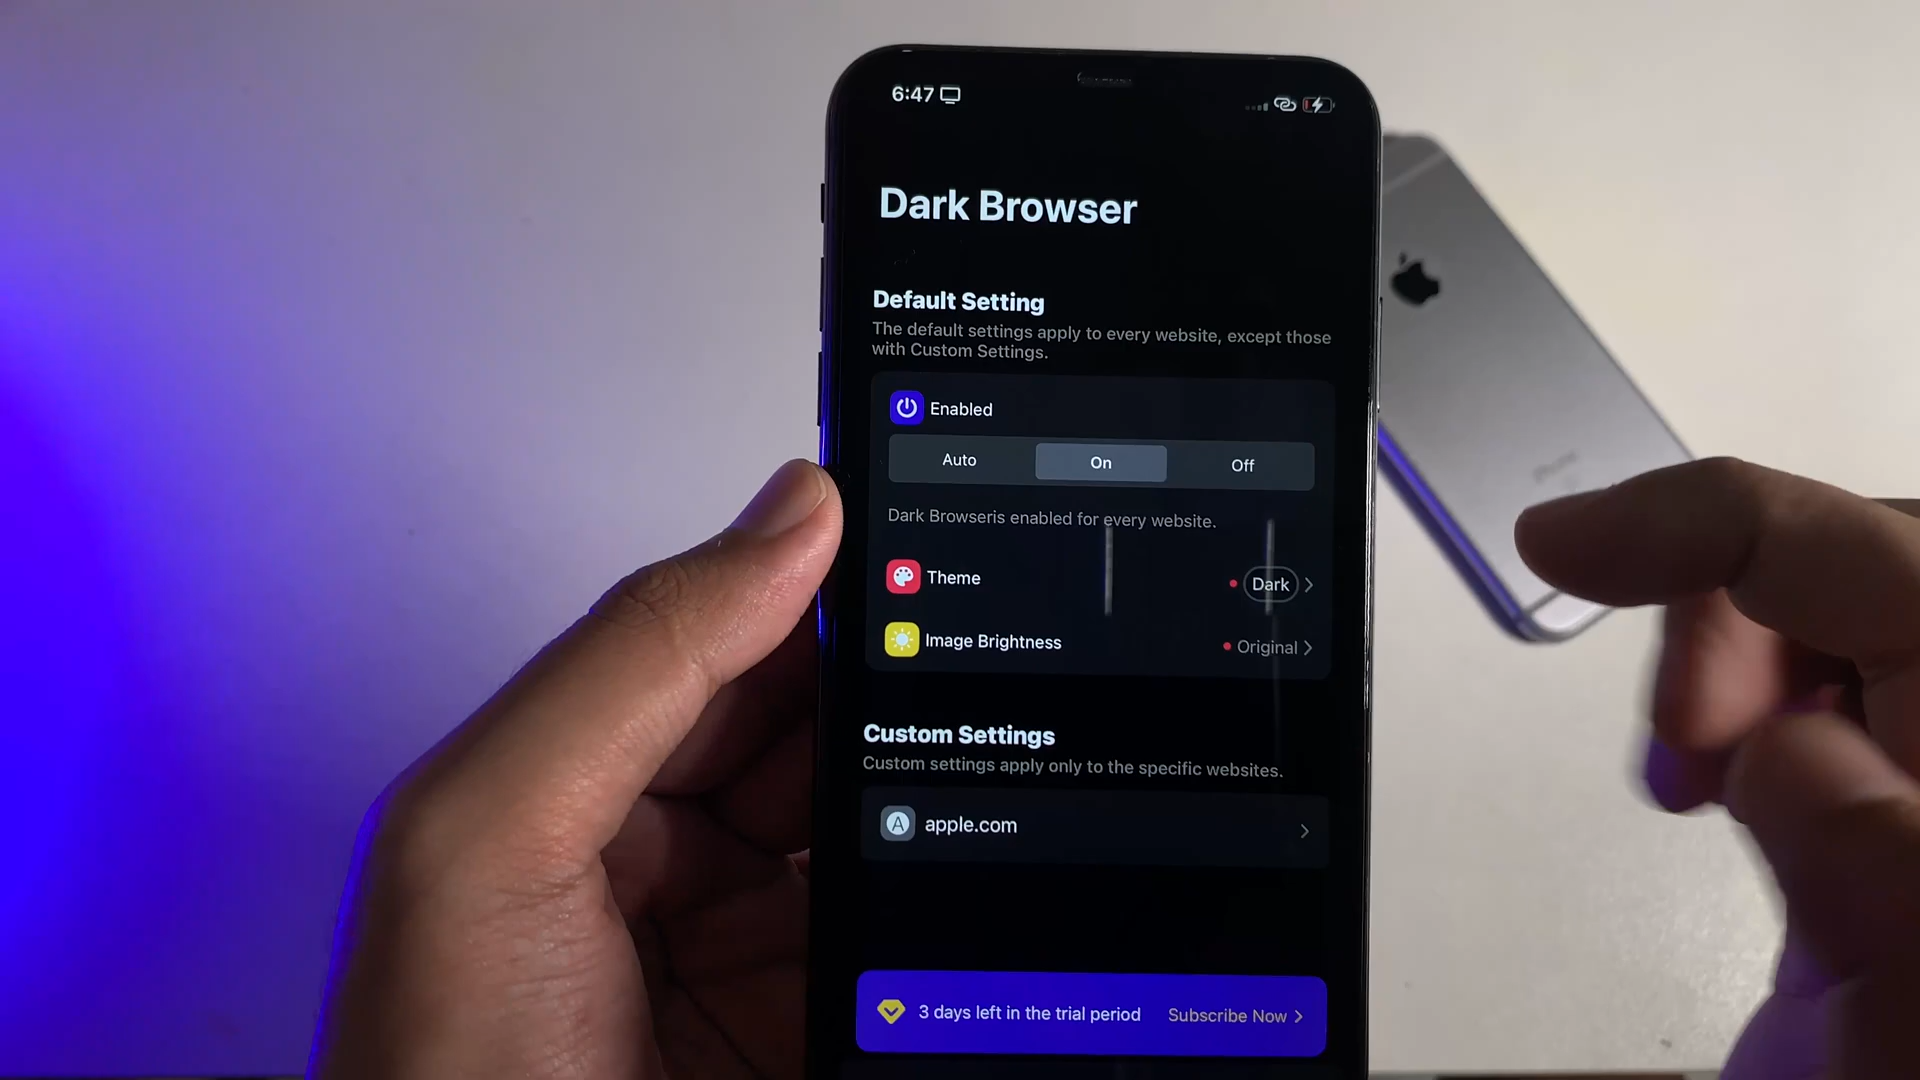 6:47
Dark Browser
Default Setting
The default settings apply to every website, except those
with Custom Settings.
Enabled
Auto On Off
Dark Browseris enabled for every website.
Theme Dark
Image Brightness Original
Custom Settings
Custom settings apply only to the specific websites.
A apple.com
3 days left in the trial period Subscribe Now
iPhone